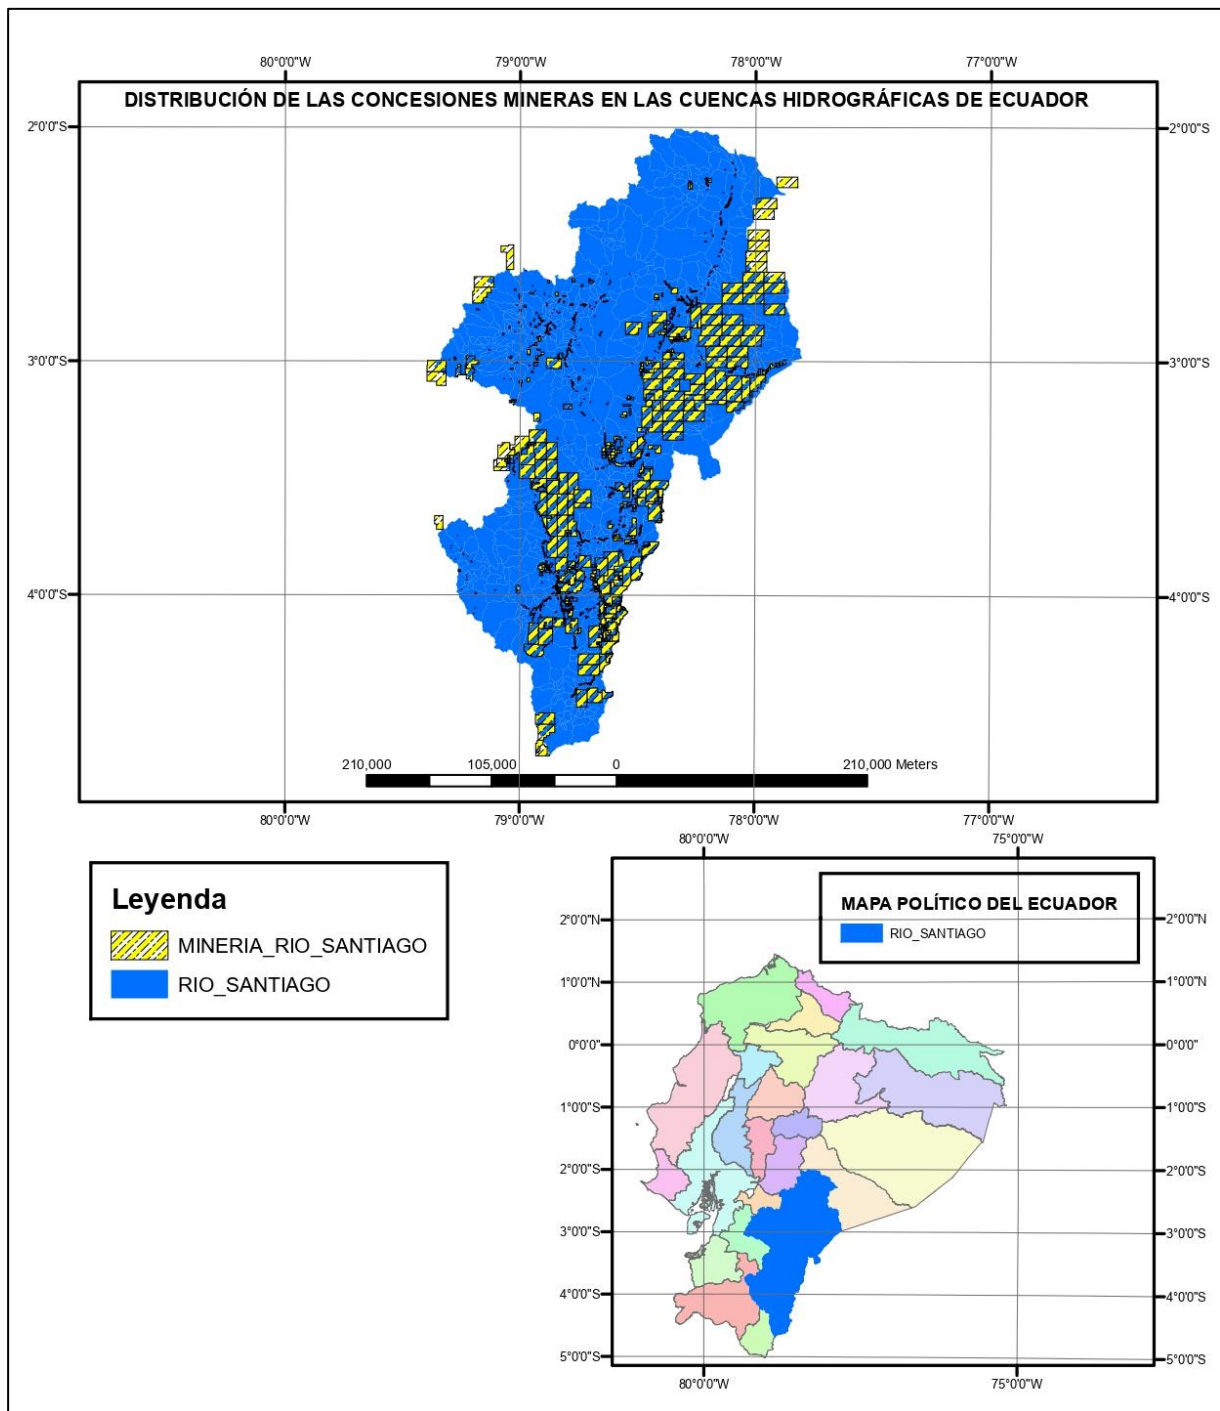 80°0'0"W 79°0'0"W 78°0'0"W 77°0'0"W
DISTRIBUCIÓN DE LAS CONCESIONES MINERAS EN LAS CUENCAS HIDROGRÁFICAS DE ECUADOR
2°0'0"S 2°0'0"S
3°0'0"S 3°0'0"S
4°0'0"S 4°0'0"S
210,000 105,000 0 210,000 Meters
80°0'0"W 79°0'0"W 78°0'0"W 77°0'0"W
Leyenda
MINERIA_RIO_SANTIAGO
RIO_SANTIAGO
80°0'0"W 75°0'0"W
MAPA POLÍTICO DEL ECUADOR
RIO_SANTIAGO
2°0'0"N 2°0'0"N
1°0'0"N 1°0'0"N
0°0'0" 0°0'0"
1°0'0"S 1°0'0"S
2°0'0"S 2°0'0"S
3°0'0"S 3°0'0"S
4°0'0"S 4°0'0"S
5°0'0"S 5°0'0"S
80°0'0"W 75°0'0"W